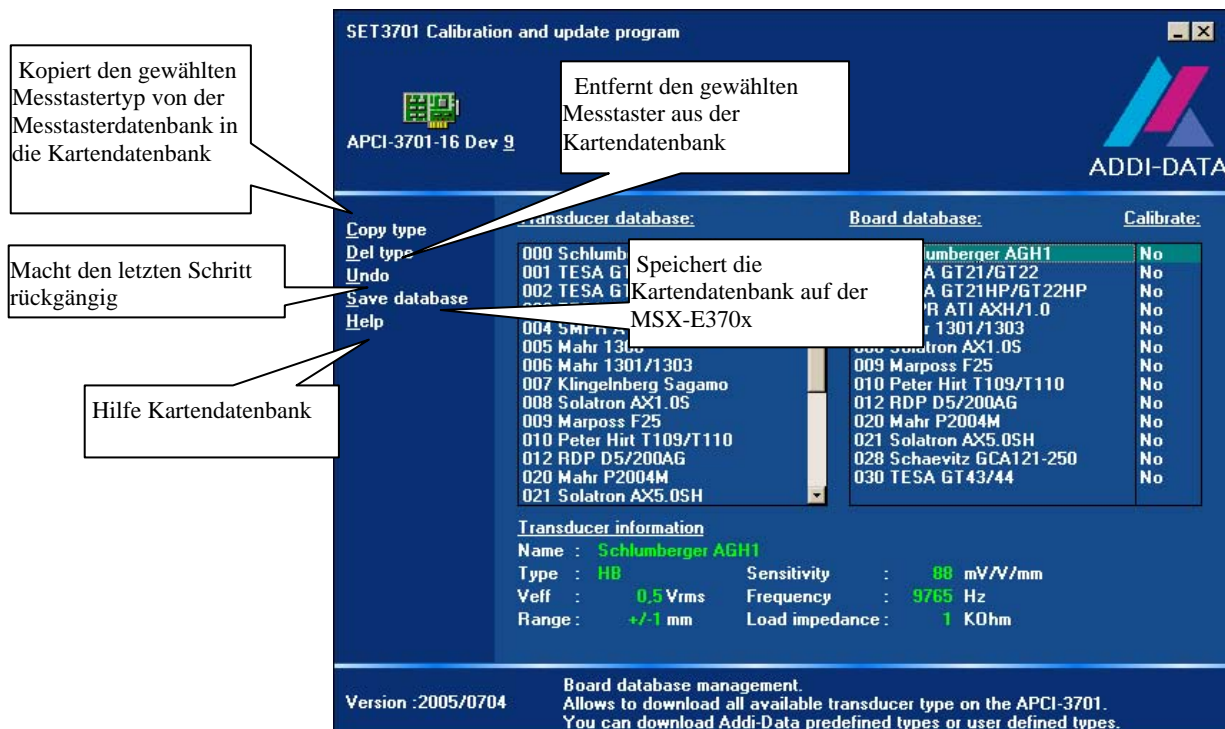 SET3701 Calibration and update program
Kopiert den gewählten
Messtastertyp von der
Messtasterdatenbank in
die Kartendatenbank
Entfernt den gewählten
Messtaster aus der
Kartendatenbank
APCI-3701-16 Dev 9
ADDI-DATA
Macht den letzten Schritt
rückgängig
Speichert die
Kartendatenbank auf der
MSX-E370x
Hilfe Kartendatenbank
Copy type
Del type
Undo
Save database
Help
Transducer database:
000 Schlumb
001 TESA GT
002 TESA GT
004 SMPR A
005 Mahr 1300
006 Mahr 1301/1303
007 Klingelnberg Sagamo
008 Solatron AX1.0S
009 Marposs F25
010 Peter Hirt T109/T110
012 RDP D5/200AG
020 Mahr P2004M
021 Solatron AX5.0SH
Board database: Calibrate:
lumberger AGH1 No
A GT21/GT22 No
A GT21HP/GT22HP No
PR ATI AXH/1.0 No
r 1301/1303 No
Solatron AX1.0S No
009 Marposs F25 No
010 Peter Hirt T109/T110 No
012 RDP D5/200AG No
020 Mahr P2004M No
021 Solatron AX5.0SH No
028 Schaevitz GCA121-250 No
030 TESA GT43/44 No
Transducer information
Name : Schlumberger AGH1
Type : HB Sensitivity : 88 mV/V/mm
Veff : 0,5 Vrms Frequency : 9765 Hz
Range : +/-1 mm Load impedance : 1 KOhm
Version :2005/0704
Board database management.
Allows to download all available transducer type on the APCI-3701.
You can download Addi-Data predefined types or user defined types.